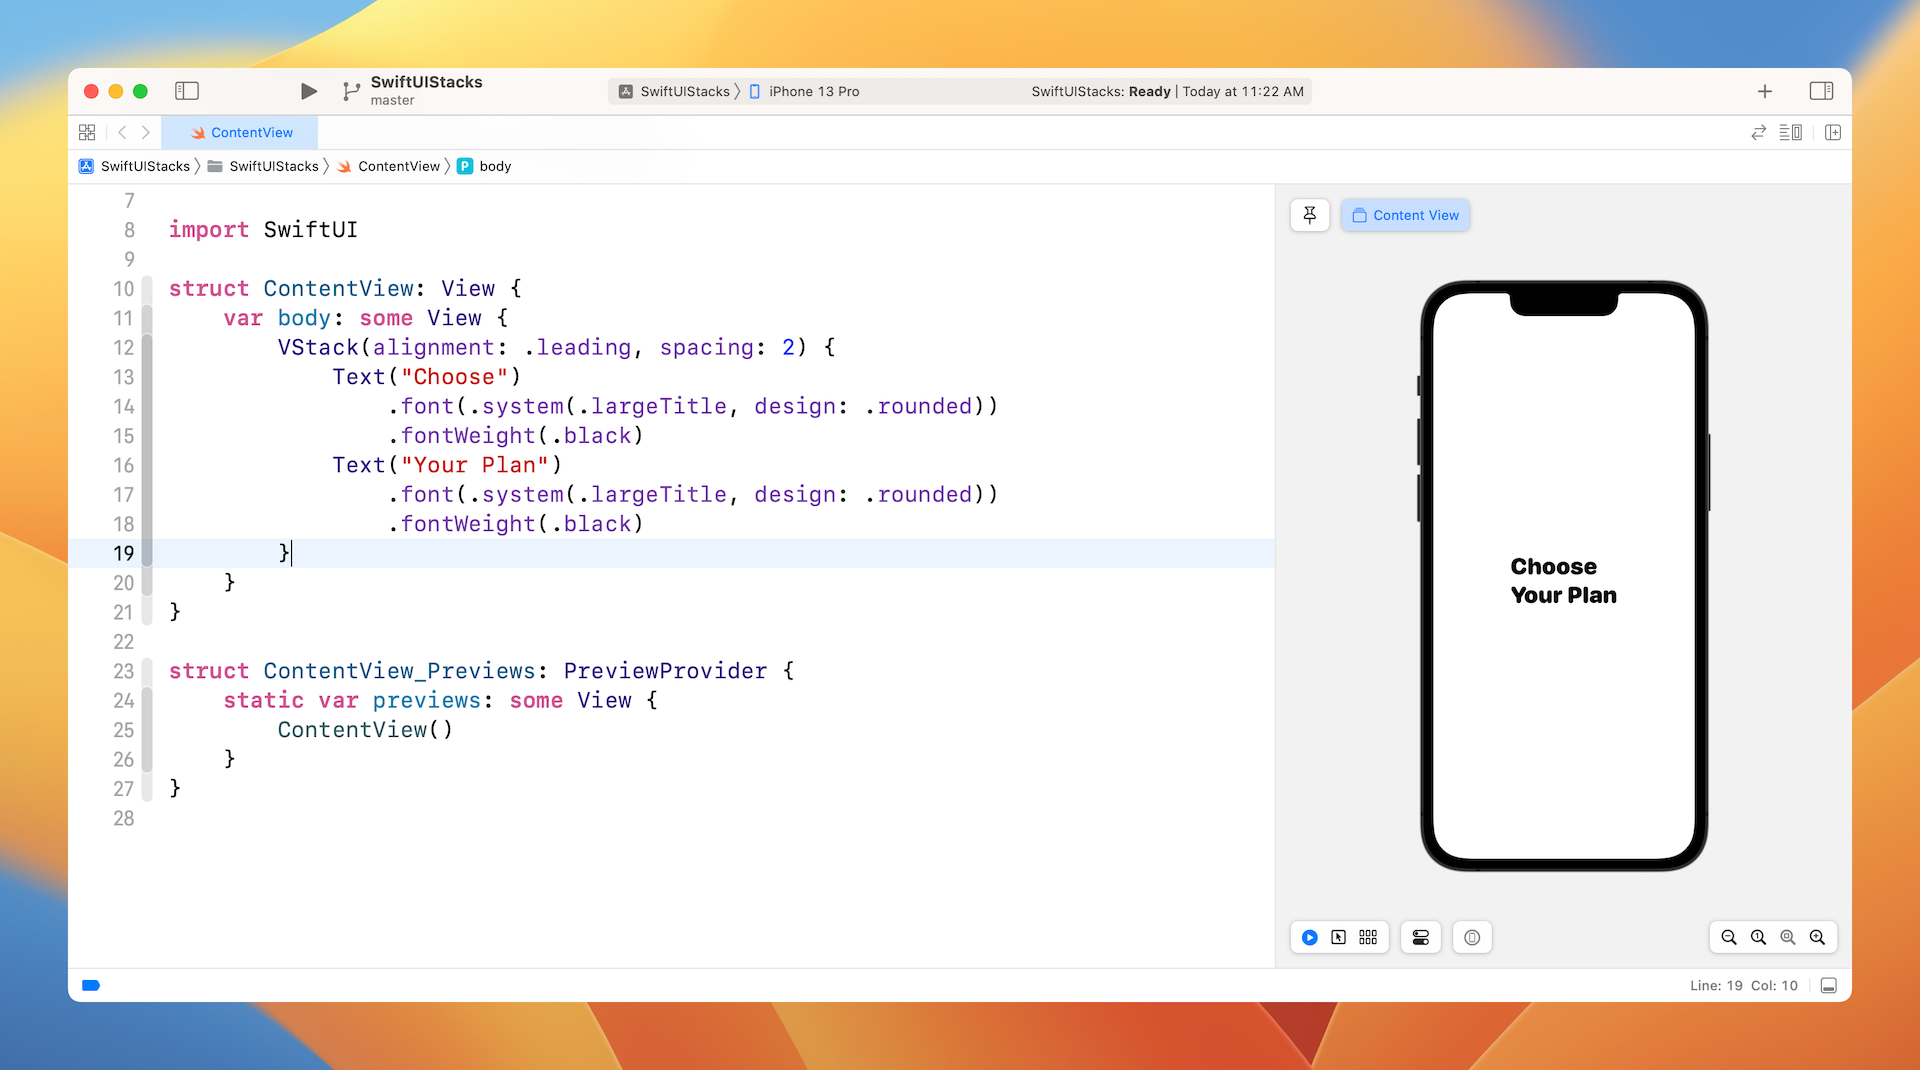 SwiftUIStacks
master
SwiftUIStacks 〉 iPhone 13 Pro
SwiftUIStacks: Ready | Today at 11:22 AM
ContentView
SwiftUIStacks 〉 SwiftUIStacks 〉 ContentView 〉 P body
7
8 import SwiftUI
9
10 struct ContentView: View {
11     var body: some View {
12         VStack(alignment: .leading, spacing: 2) {
13             Text("Choose")
14                 .font(.system(.largeTitle, design: .rounded))
15                 .fontWeight(.black)
16             Text("Your Plan")
17                 .font(.system(.largeTitle, design: .rounded))
18                 .fontWeight(.black)
19         }
20     }
21 }
22
23 struct ContentView_Previews: PreviewProvider {
24     static var previews: some View {
25         ContentView()
26     }
27 }
28
Content View
Choose
Your Plan
Line: 19 Col: 10